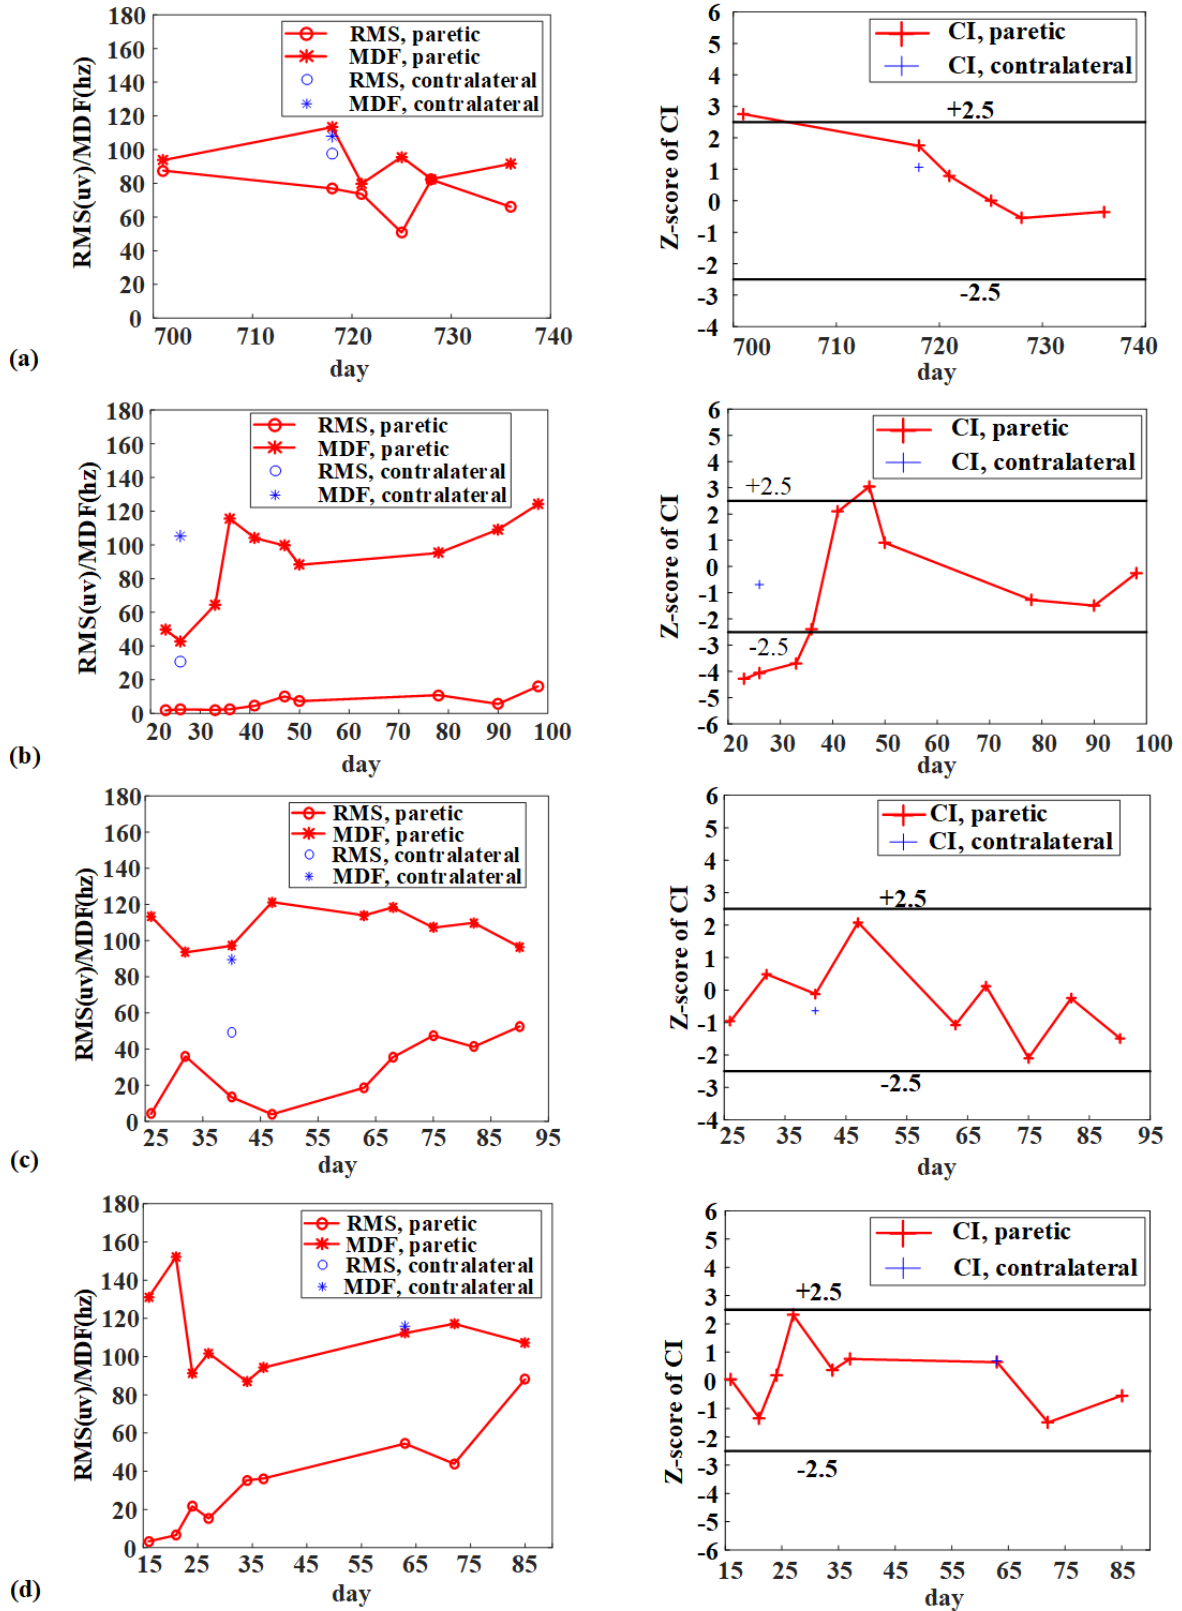 180
160
140
120
100
80
60
40
20
0
RMS(uv)/MDF(hz)
RMS, paretic
MDF, paretic
RMS, contralateral
MDF, contralateral
700 710 720 730 740
day
6
5
4
3
2
1
0
-1
-2
-3
-4
Z-score of CI
CI, paretic
CI, contralateral
+2.5
-2.5
700 710 720 730 740
day
(a)
180
160
140
120
100
80
60
40
20
0
RMS(uv)/MDF(hz)
RMS, paretic
MDF, paretic
RMS, contralateral
MDF, contralateral
20 30 40 50 60 70 80 90 100
day
6
5
4
3
2
1
0
-1
-2
-3
-4
-5
-6
Z-score of CI
CI, paretic
CI, contralateral
+2.5
-2.5
20 30 40 50 60 70 80 90 100
day
(b)
180
160
140
120
100
80
60
40
20
0
RMS(uv)/MDF(hz)
RMS, paretic
MDF, paretic
RMS, contralateral
MDF, contralateral
25 35 45 55 65 75 85 95
day
6
5
4
3
2
1
0
-1
-2
-3
-4
Z-score of CI
CI, paretic
CI, contralateral
+2.5
-2.5
25 35 45 55 65 75 85 95
day
(c)
180
160
140
120
100
80
60
40
20
0
RMS(uv)/MDF(hz)
RMS, paretic
MDF, paretic
RMS, contralateral
MDF, contralateral
15 25 35 45 55 65 75 85
day
6
5
4
3
2
1
0
-1
-2
-3
-4
-5
-6
Z-score of CI
CI, paretic
CI, contralateral
+2.5
-2.5
15 25 35 45 55 65 75 85
day
(d)